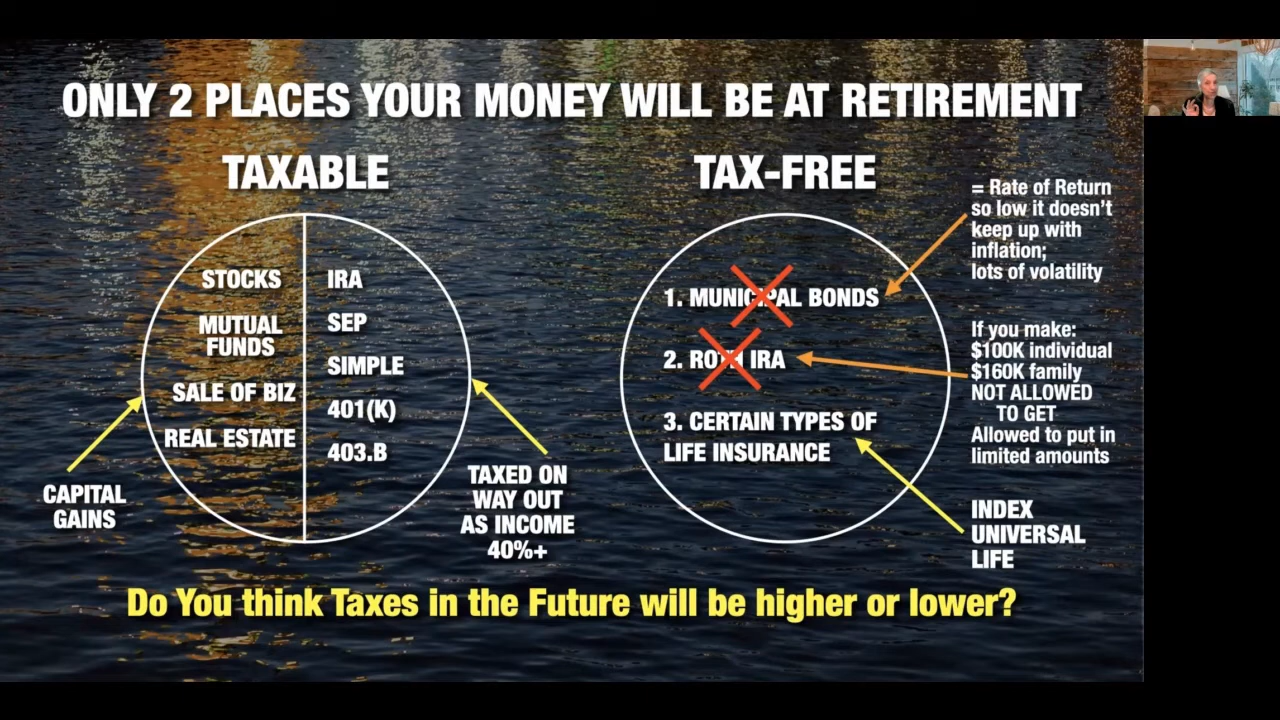 ONLY 2 PLACES YOUR MONEY WILL BE AT RETIREMENT
TAXABLE
STOCKS
MUTUAL
FUNDS
SALE OF BIZ
REAL ESTATE
IRA
SEP
SIMPLE
401(K)
403.B
CAPITAL
GAINS
TAXED ON
WAY OUT
AS INCOME
40%+
TAX-FREE
1. MUNICIPAL BONDS
2. ROTH IRA
3. CERTAIN TYPES OF
LIFE INSURANCE
= Rate of Return
so low it doesn't
keep up with
inflation;
lots of volatility
If you make:
$100K individual
$160K family
NOT ALLOWED
TO GET
Allowed to put in
limited amounts
INDEX
UNIVERSAL
LIFE
Do You think Taxes in the Future will be higher or lower?